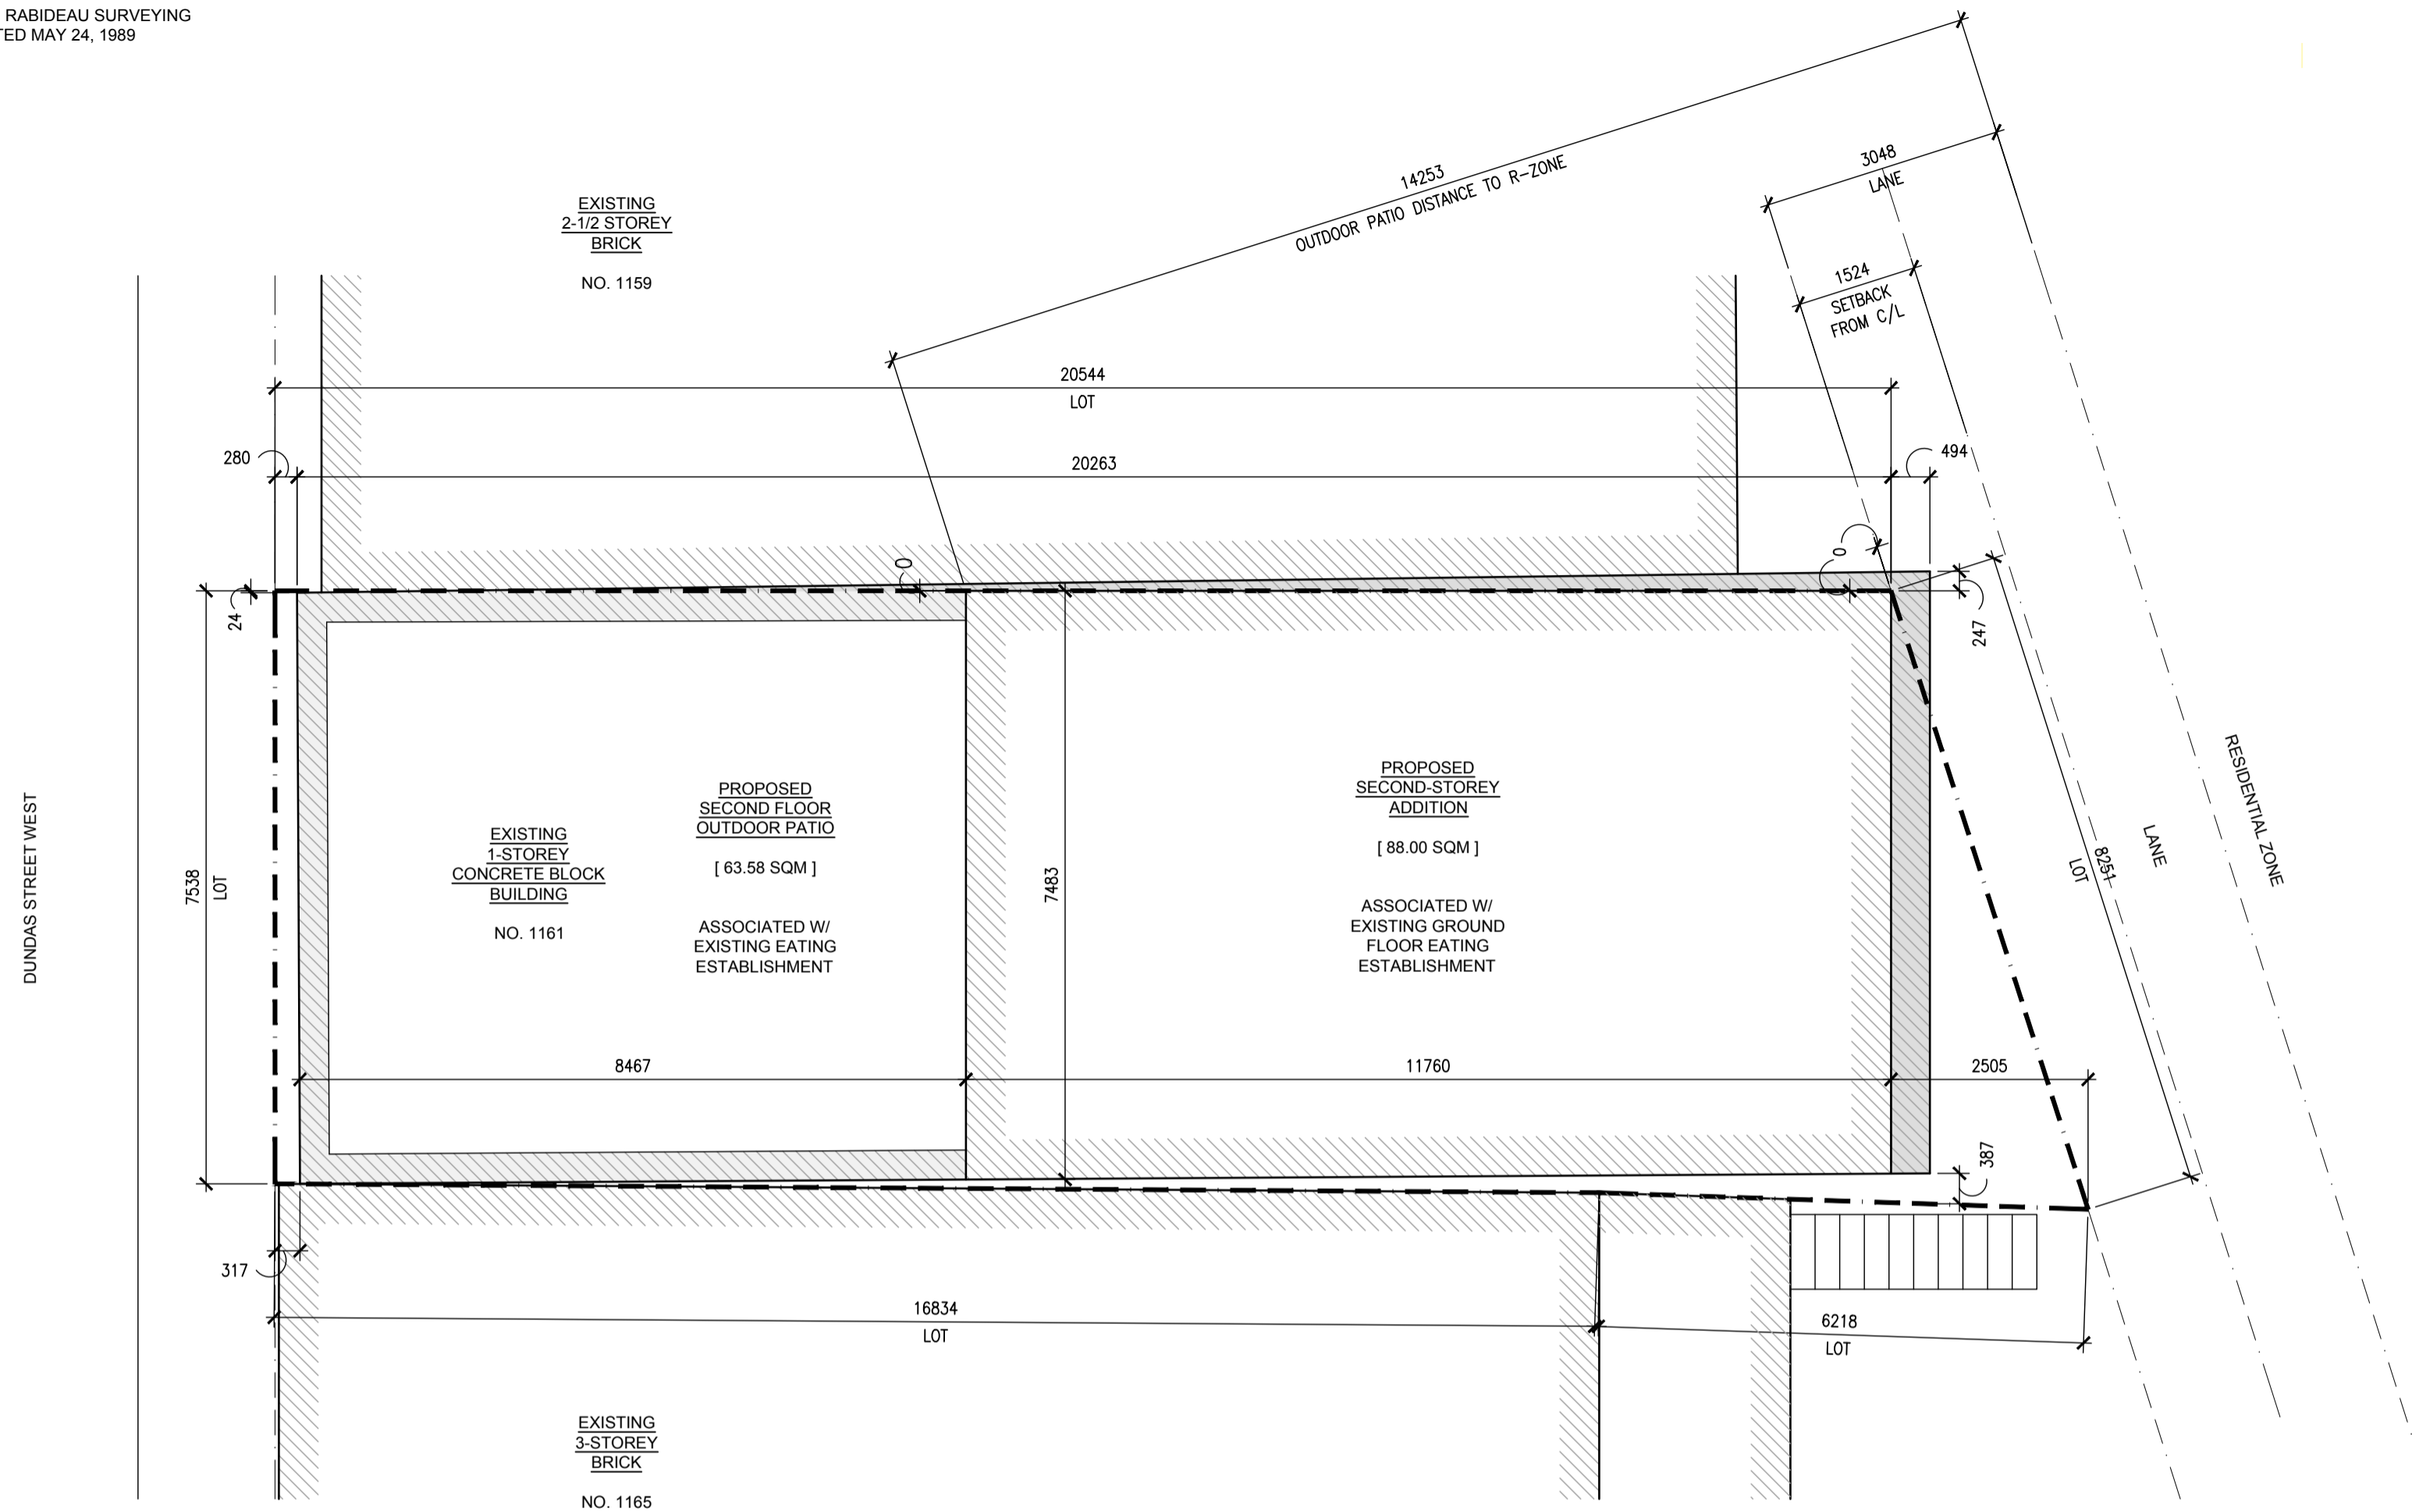 RABIDEAU SURVEYING
TED MAY 24, 1989
EXISTING
2-1/2 STOREY
BRICK
NO. 1159
14253
OUTDOOR PATIO DISTANCE TO R-ZONE
3048
LANE
1524
SETBACK
FROM C/L
20544
LOT
280
20263
494
24
0
0
247
DUNDAS STREET WEST
7538
LOT
EXISTING
1-STOREY
CONCRETE BLOCK
BUILDING
NO. 1161
PROPOSED
SECOND FLOOR
OUTDOOR PATIO
[ 63.58 SQM ]
ASSOCIATED W/
EXISTING EATING
ESTABLISHMENT
7483
PROPOSED
SECOND-STOREY
ADDITION
[ 88.00 SQM ]
ASSOCIATED W/
EXISTING GROUND
FLOOR EATING
ESTABLISHMENT
8251
LOT
LANE
RESIDENTIAL ZONE
8467
11760
2505
387
317
16834
LOT
6218
LOT
EXISTING
3-STOREY
BRICK
NO. 1165